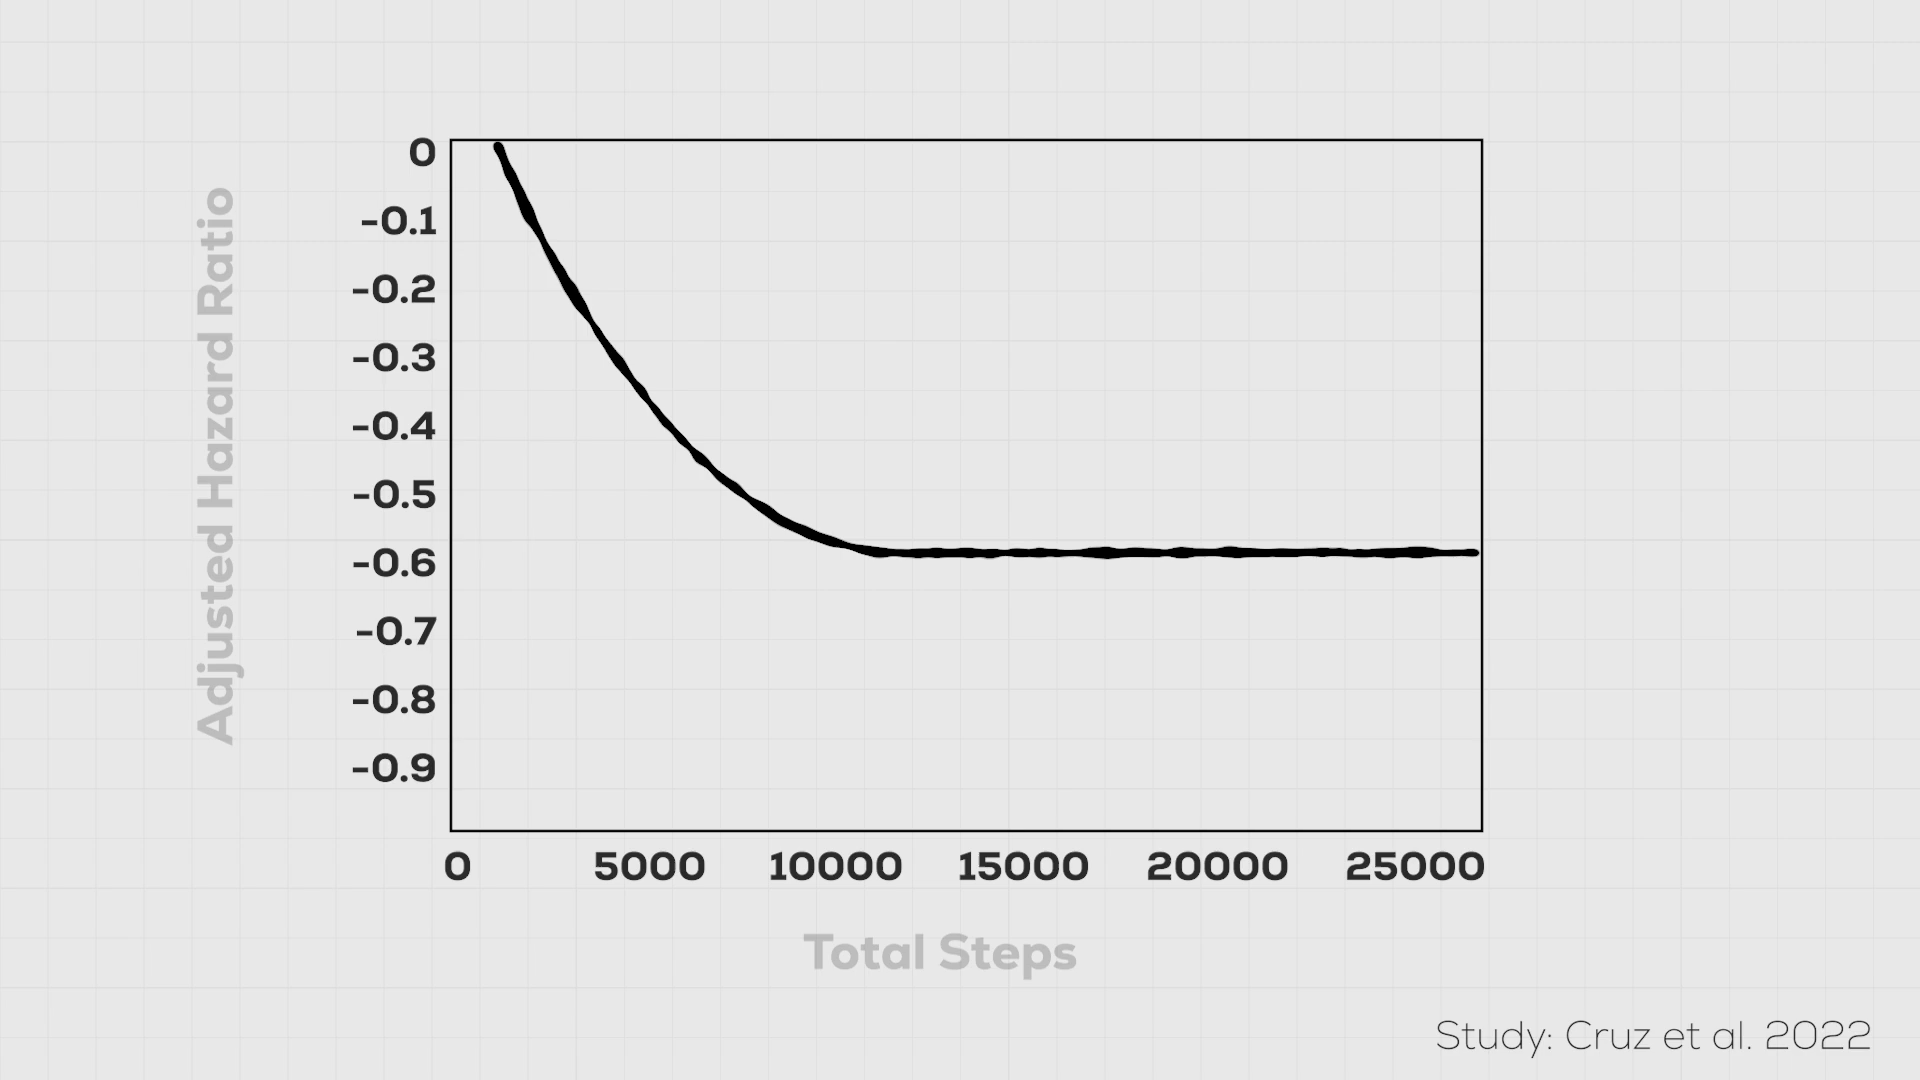 Adjusted Hazard Ratio
0
-0.1
-0.2
-0.3
-0.4
-0.5
-0.6
-0.7
-0.8
-0.9
0 5000 10000 15000 20000 25000
Total Steps
Study: Cruz et al. 2022